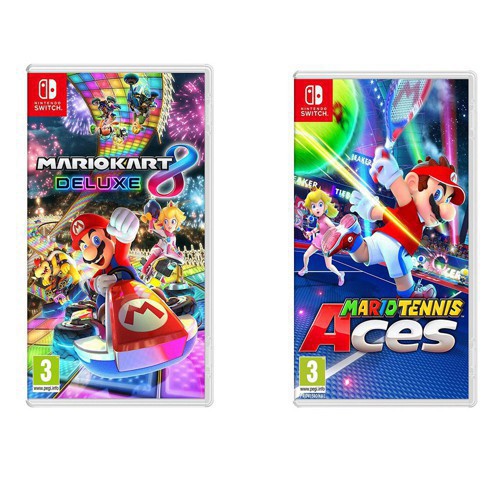 NINTENDO
SWITCH
MARIOKART 8
DELUXE
3
www.pegi.info
NINTENDO
SWITCH
MARIO TENNIS
Aces
3
www.pegi.info